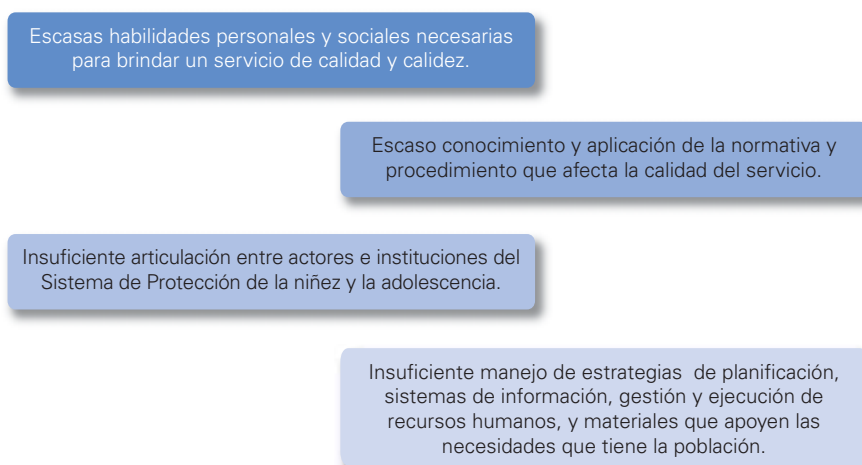 Escasas habilidades personales y sociales necesarias
para brindar un servicio de calidad y calidez.
Escaso conocimiento y aplicación de la normativa y
procedimiento que afecta la calidad del servicio.
Insuficiente articulación entre actores e instituciones del
Sistema de Protección de la niñez y la adolescencia.
Insuficiente manejo de estrategias de planificación,
sistemas de información, gestión y ejecución de
recursos humanos, y materiales que apoyen las
necesidades que tiene la población.